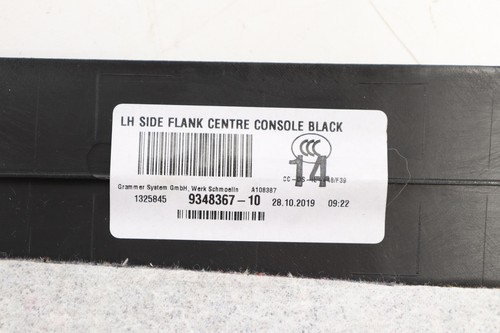 LH SIDE FLANK CENTRE CONSOLE BLACK
CCC
14
Grammer System GmbH, Werk Schmoelln A108387
1325845 9348367-10 28.10.2019 09:22